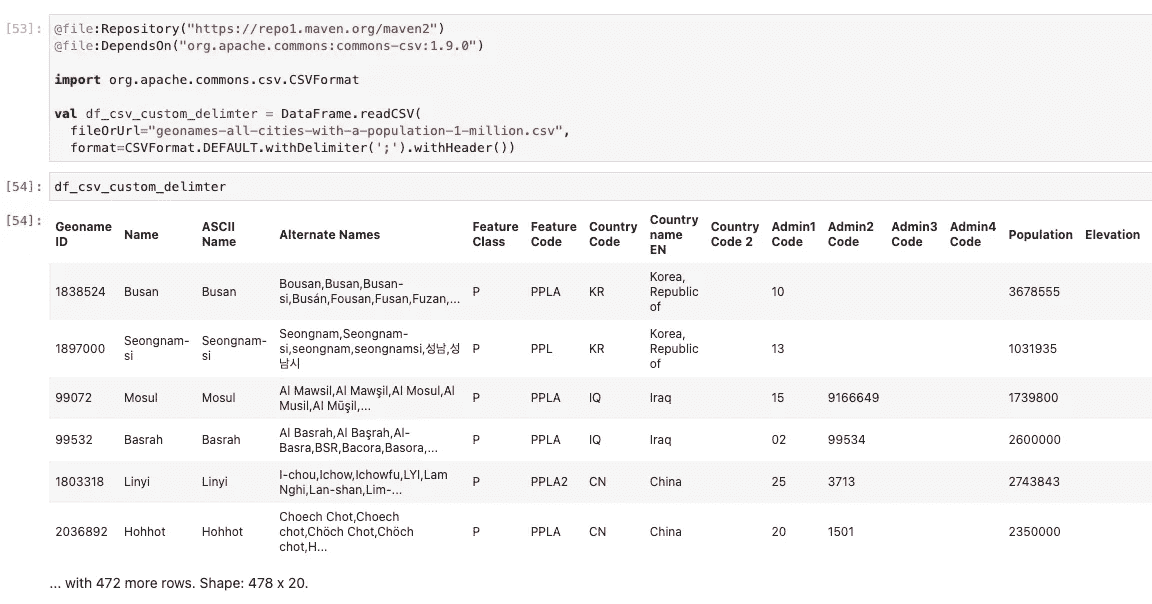 [53]: @file:Repository("https://repo1.maven.org/maven2")
@file:DependsOn("org.apache.commons:commons-csv:1.9.0")
import org.apache.commons.csv.CSVFormat
val df_csv_custom_delimter = DataFrame.readCSV(
fileOrUrl="geonames-all-cities-with-a-population-1-million.csv",
format=CSVFormat.DEFAULT.withDelimiter(';').withHeader())
[54]: df_csv_custom_delimter
[54]:
Geoname ID Name ASCII Name Alternate Names Feature Class Feature Code Country Code Country name EN Country Code 2 Admin1 Code Admin2 Code Admin3 Code Admin4 Code Population Elevation
1838524 Busan Busan Bousan,Busan,Busan-si,Busán,Fousan,Fusan,Fuzan,... P PPLA KR Korea, Republic of 10 3678555
1897000 Seongnam-si Seongnam-si Seongnam,Seongnam-si,seongnam,seongnamsi,성남,성남시 P PPL KR Korea, Republic of 13 1031935
99072 Mosul Mosul Al Mawsil,Al Mawşil,Al Mosul,Al Musil,Al Mūşil,... P PPLA IQ Iraq 15 9166649 1739800
99532 Basrah Basrah Al Basrah,Al Başrah,Al-Basra,BSR,Bacora,Basora,... P PPLA IQ Iraq 02 99534 2600000
1803318 Linyi Linyi I-chou,Ichow,Ichowfu,LYI,Lam Nghi,Lan-shan,Lim-... P PPLA2 CN China 25 3713 2743843
2036892 Hohhot Hohhot Choech Chot,Choech chot,Chöch Chot,Chöch chot,H... P PPLA CN China 20 1501 2350000
... with 472 more rows. Shape: 478 x 20.